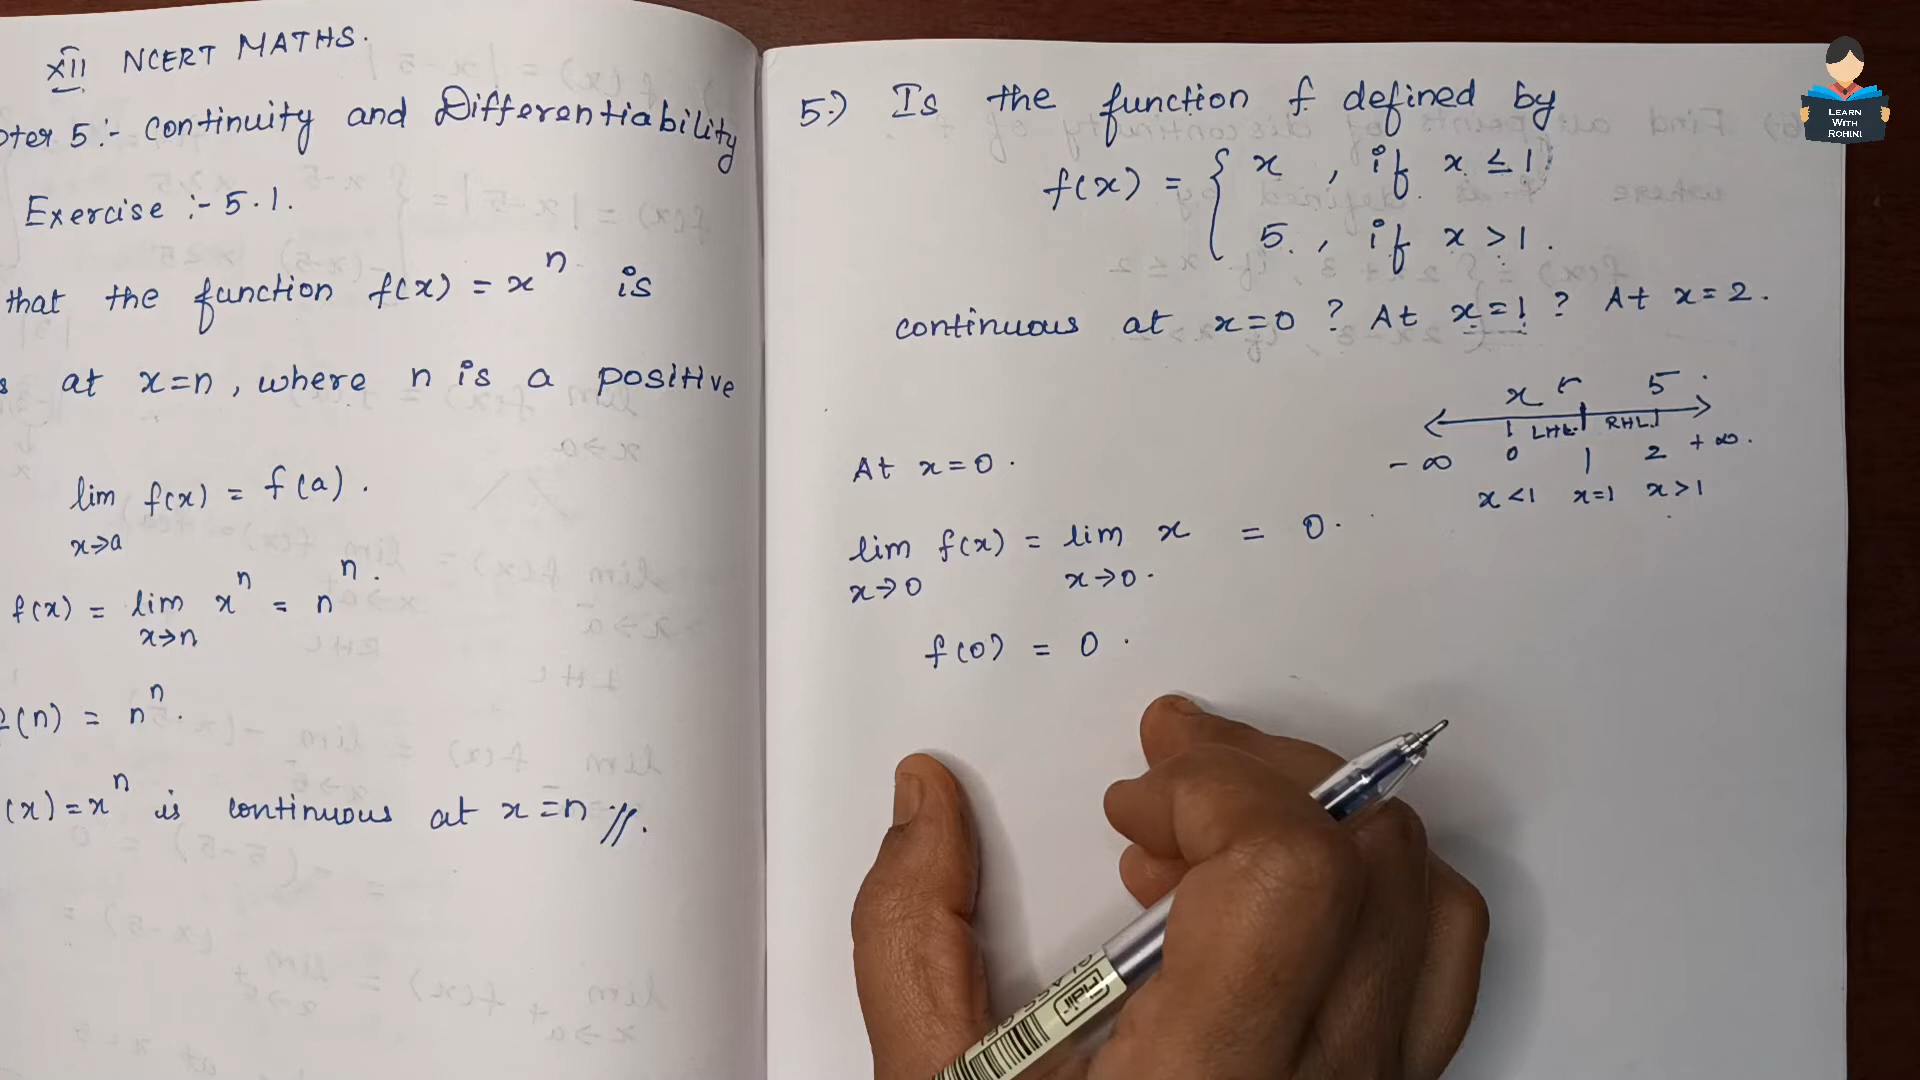 XII NCERT MATHS.
5:- Continuity and Differentiability
Exercise :- 5.1.
that the function f(x) = x^n is
at x=n, where n is a positive
lim f(x) = f(a).
x→a
f(x) = lim x^n = n^n.
x→n
(n) = n^n.
(x)=x^n is continuous at x=n //.
5.) Is the function f defined by
f(x) = { x , if x ≤ 1
5. , if x > 1.
continuous at x=0 ? At x=1 ? At x=2.
x 5
LHL RHL
-∞ 0 1 2 +∞.
x<1 x=1 x>1
At x=0.
lim f(x) = lim x = 0.
x→0 x→0.
f(0) = 0.
LEARN
WITH
ROHINI